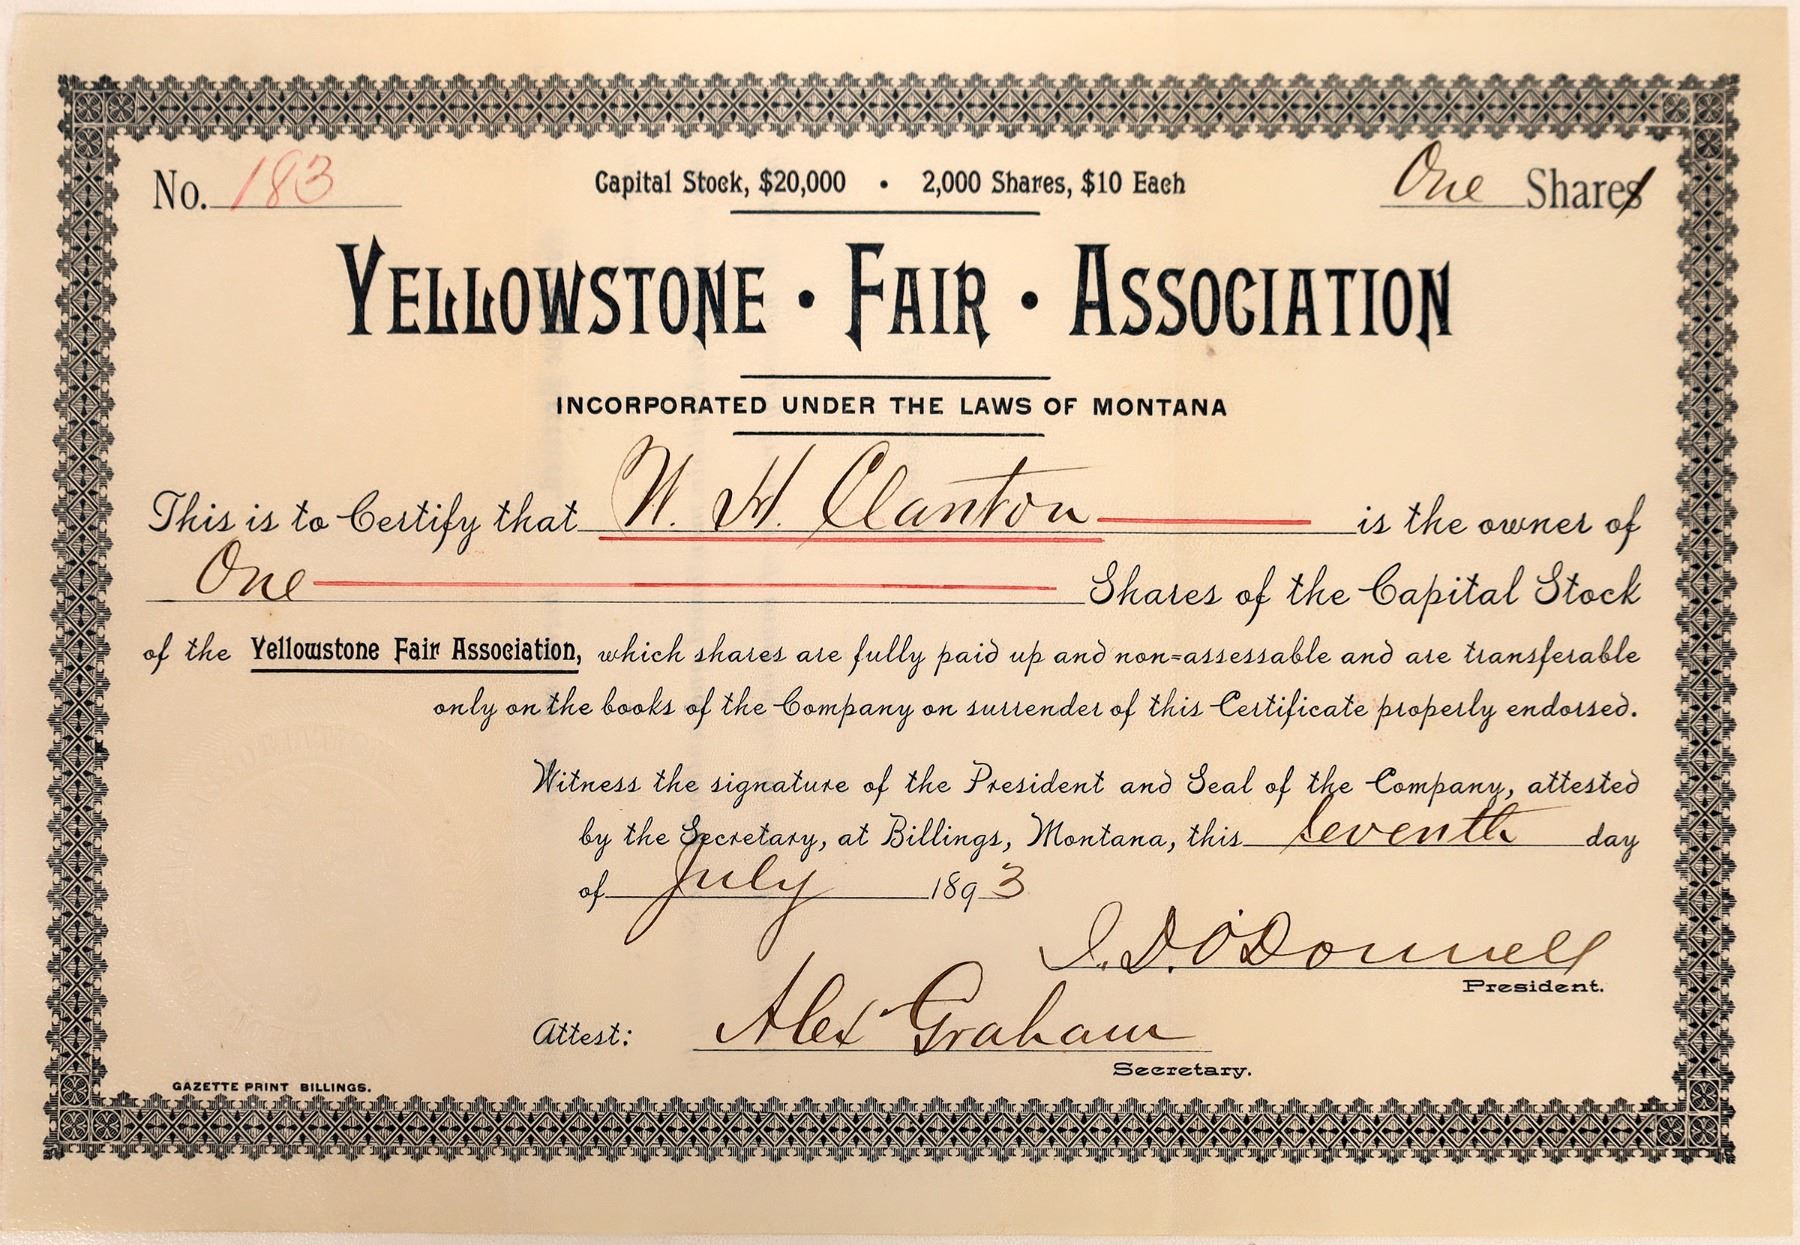 No. 183 Capital Stock, $20,000 • 2,000 Shares, $10 Each One Shares
YELLOWSTONE • FAIR • ASSOCIATION
INCORPORATED UNDER THE LAWS OF MONTANA
This is to Certify that W. H. Clanton is the owner of
One Shares of the Capital Stock
of the Yellowstone Fair Association, which shares are fully paid up and non=assessable and are transferable
only on the books of the Company on surrender of this Certificate properly endorsed.
Witness the signature of the President and Seal of the Company, attested
by the Secretary, at Billings, Montana, this seventh day
of July 1893
I. D. O'Donnell
President.
Attest: Alex Graham
Secretary.
GAZETTE PRINT BILLINGS.